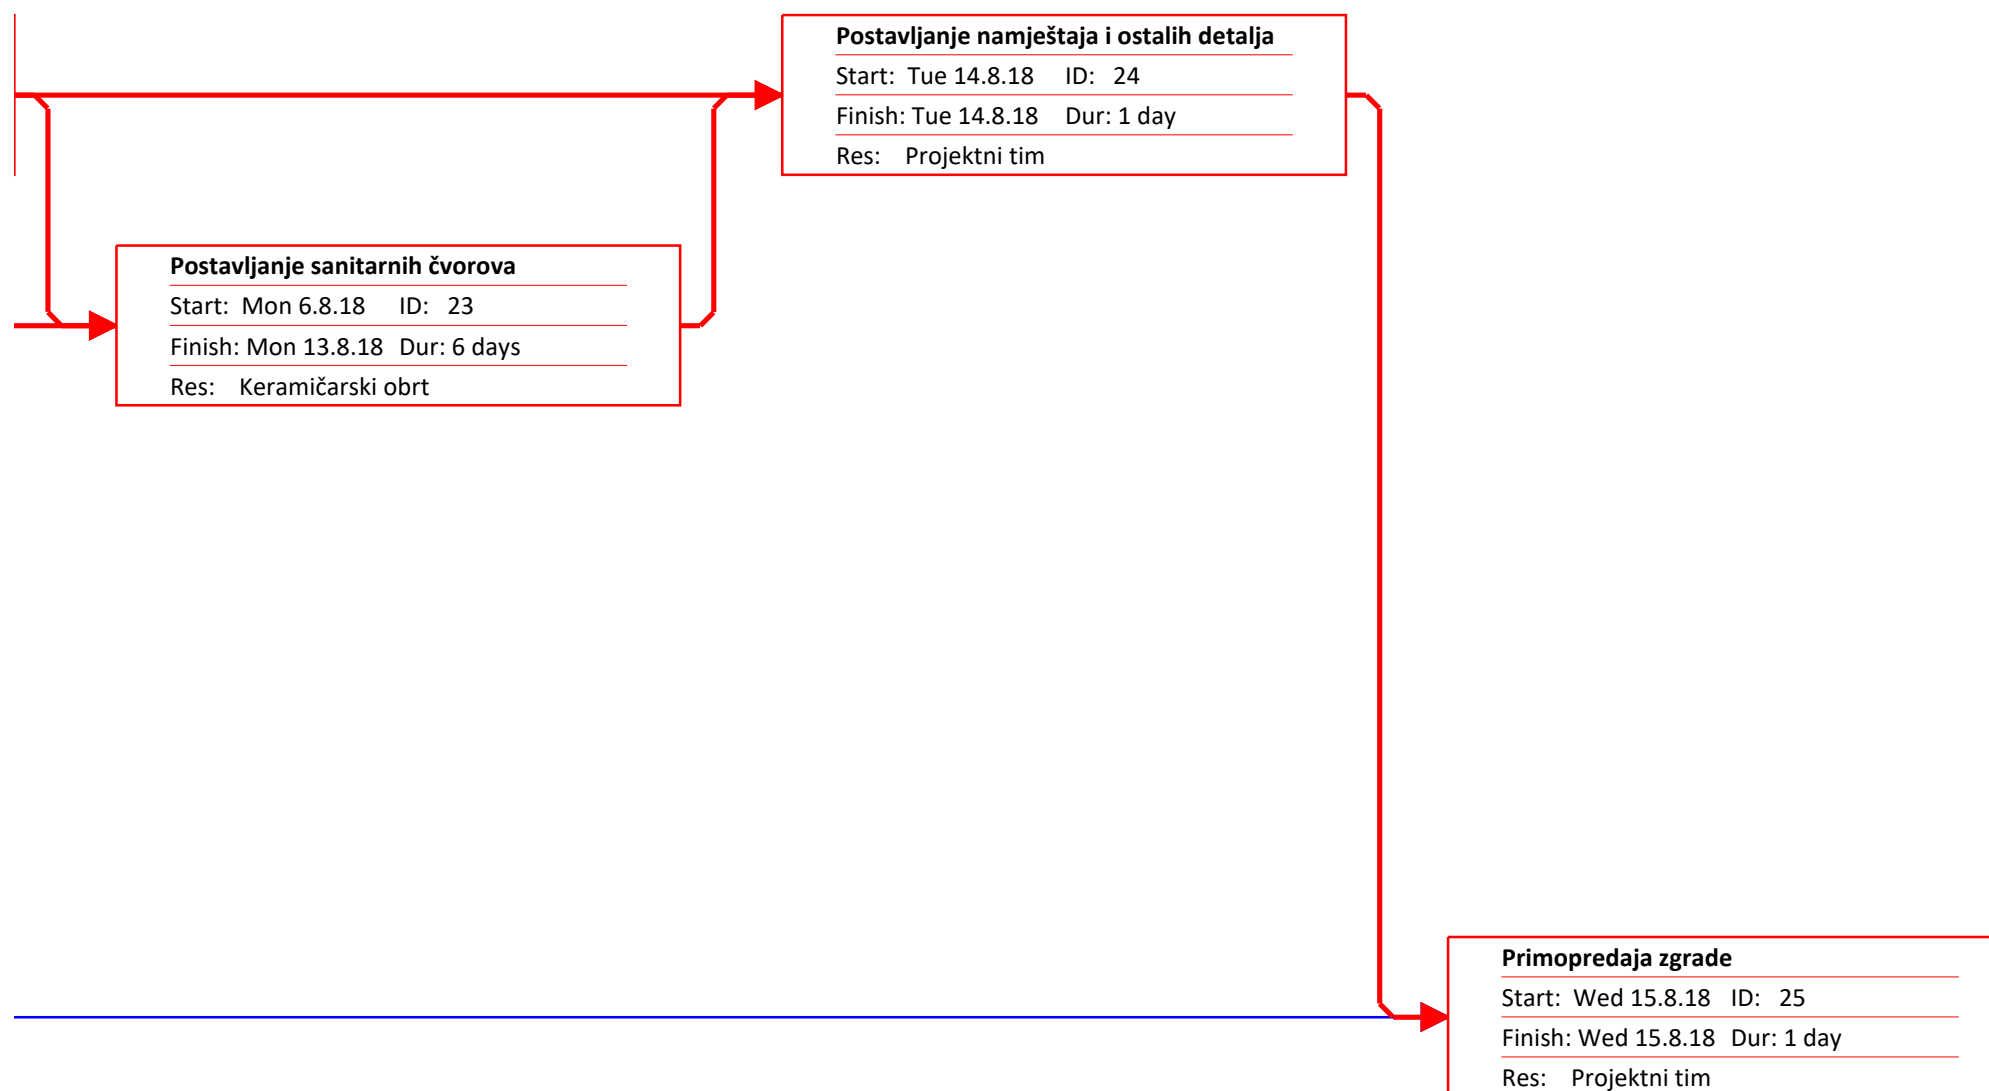 Postavljanje namještaja i ostalih detalja
Start: Tue 14.8.18 ID: 24
Finish: Tue 14.8.18 Dur: 1 day
Res: Projektni tim
Postavljanje sanitarnih čvorova
Start: Mon 6.8.18 ID: 23
Finish: Mon 13.8.18 Dur: 6 days
Res: Keramičarski obrt
Primopredaja zgrade
Start: Wed 15.8.18 ID: 25
Finish: Wed 15.8.18 Dur: 1 day
Res: Projektni tim